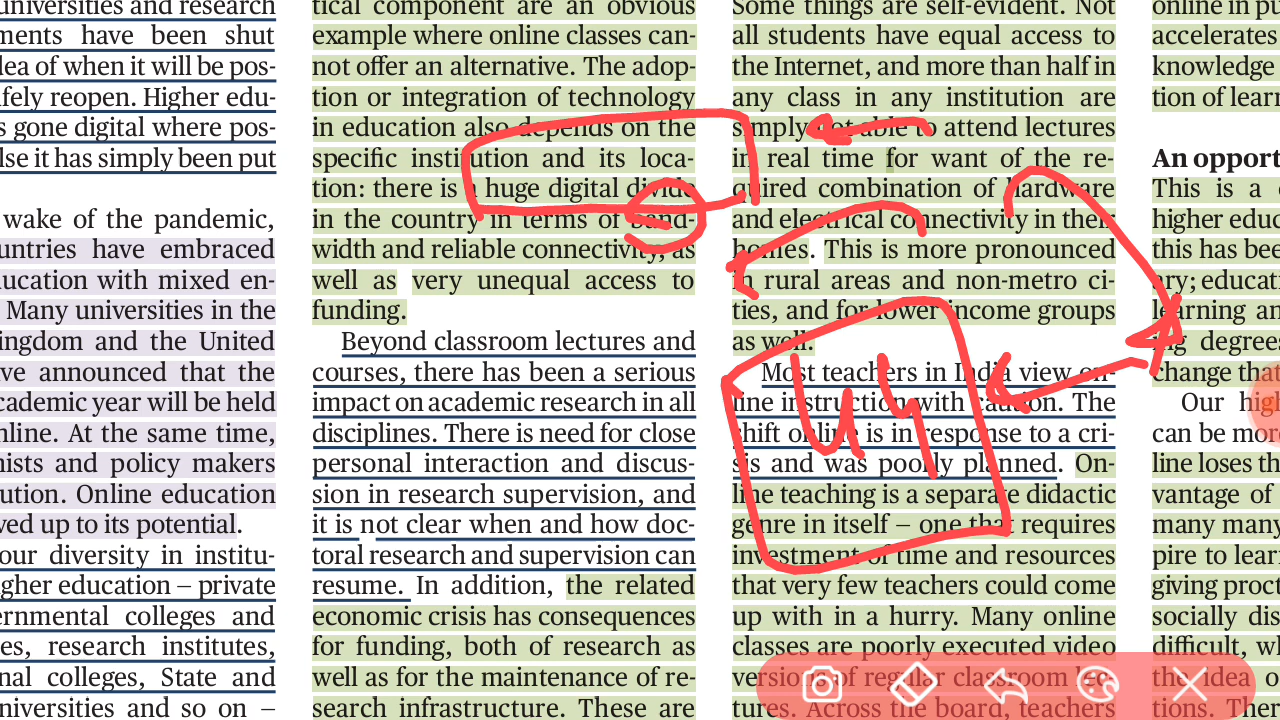 universities and research
ments have been shut
dea of when it will be pos-
afely reopen. Higher edu-
s gone digital where pos-
else it has simply been put
wake of the pandemic,
untries have embraced
ucation with mixed en-
Many universities in the
ingdom and the United
ave announced that the
cademic year will be held
nline. At the same time,
nists and policy makers
ution. Online education
ved up to its potential.
our diversity in institu-
gher education – private
ernmental colleges and
es, research institutes,
nal colleges, State and
niversities and so on –
tical component are an obvious
example where online classes can-
not offer an alternative. The adop-
tion or integration of technology
in education also depends on the
specific institution and its loca-
tion: there is a huge digital divide
in the country in terms of band-
width and reliable connectivity, as
well as very unequal access to
funding.
Beyond classroom lectures and
courses, there has been a serious
impact on academic research in all
disciplines. There is need for close
personal interaction and discus-
sion in research supervision, and
it is not clear when and how doc-
toral research and supervision can
resume. In addition, the related
economic crisis has consequences
for funding, both of research as
well as for the maintenance of re-
search infrastructure. These are
Some things are self-evident. Not
all students have equal access to
the Internet, and more than half in
any class in any institution are
simply not able to attend lectures
in real time for want of the re-
quired combination of hardware
and electrical connectivity in their
homes. This is more pronounced
in rural areas and non-metro ci-
ties, and for lower income groups
as well.
Most teachers in India view on-
line instruction with caution. The
shift online is in response to a cri-
sis and was poorly planned. On-
line teaching is a separate didactic
genre in itself – one that requires
investment of time and resources
that very few teachers could come
up with in a hurry. Many online
classes are poorly executed video
versions of regular classroom lec-
tures. Across the board, teachers
online in pu
accelerates
knowledge
tion of learn
An opport
This is a
higher educ
this has bee
ry; educati
learning an
ing degrees
change that
Our high
can be mor
line loses th
vantage of
many many
pire to lear
giving proc
socially dis
difficult, wh
the idea o
tions. Ther